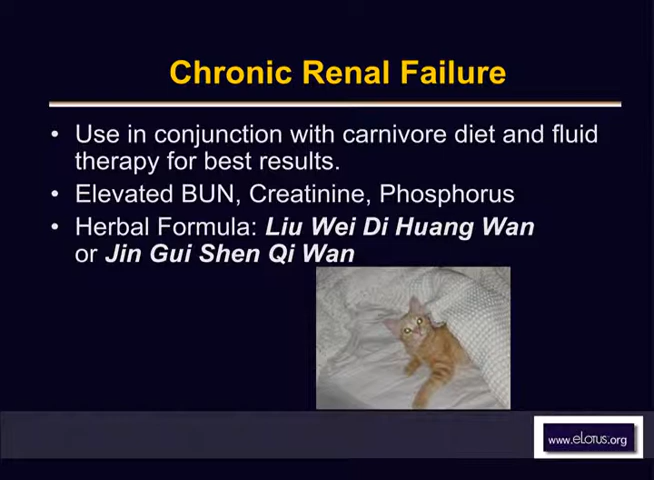 Chronic Renal Failure
• Use in conjunction with carnivore diet and fluid
therapy for best results.
• Elevated BUN, Creatinine, Phosphorus
• Herbal Formula: Liu Wei Di Huang Wan
or Jin Gui Shen Qi Wan
www.eLotus.org